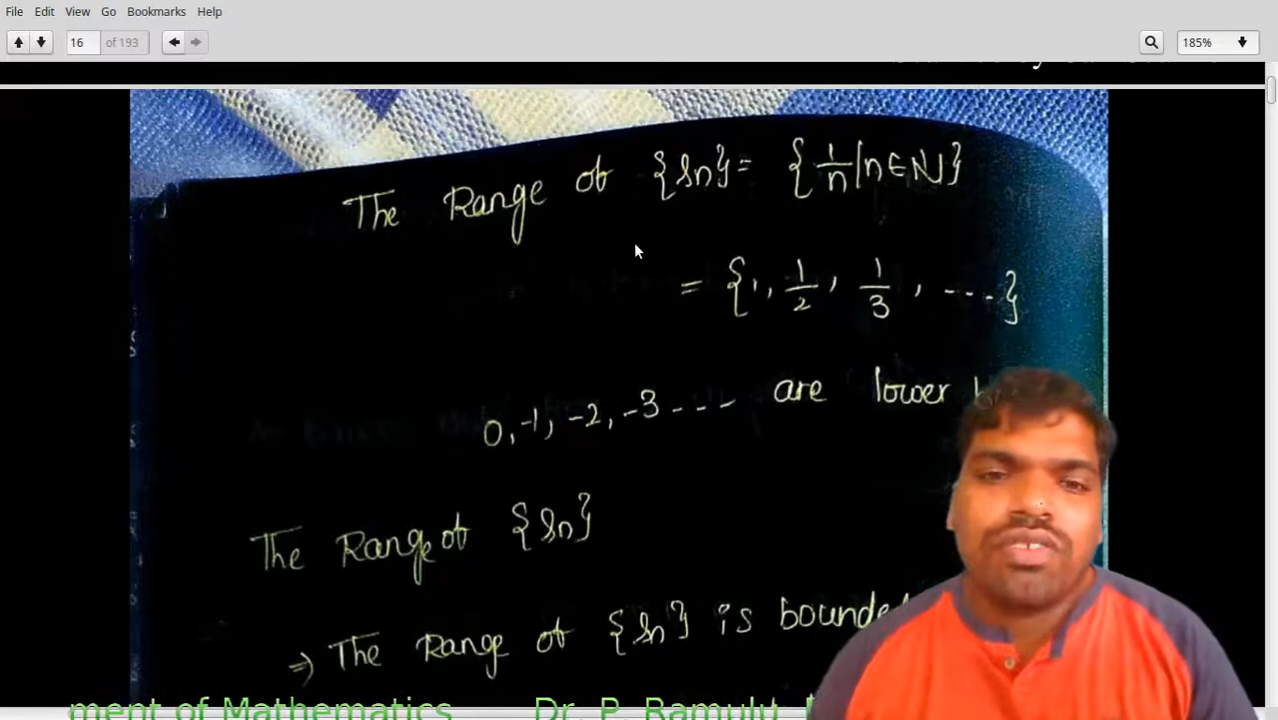 File Edit View Go Bookmarks Help
16 of 193 185%
The Range of {Sn} = { 1/n | n ∈ N }
= { 1, 1/2, 1/3, ---- }
0, -1, -2, -3 --- are lower
The Range of {Sn}
⇒ The Range of {Sn} is bounded
ment of Mathematics Dr. P. Ramulu,